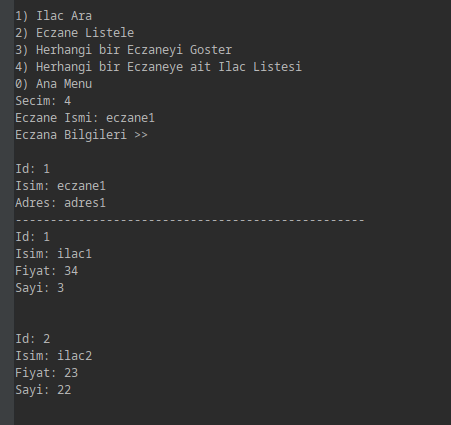 1) Ilac Ara
2) Eczane Listele
3) Herhangi bir Eczaneyi Goster
4) Herhangi bir Eczaneye ait Ilac Listesi
0) Ana Menu
Secim: 4
Eczane Ismi: eczane1
Eczana Bilgileri >>
Id: 1
Isim: eczane1
Adres: adres1
--------------------------------------------------
Id: 1
Isim: ilac1
Fiyat: 34
Sayi: 3
Id: 2
Isim: ilac2
Fiyat: 23
Sayi: 22